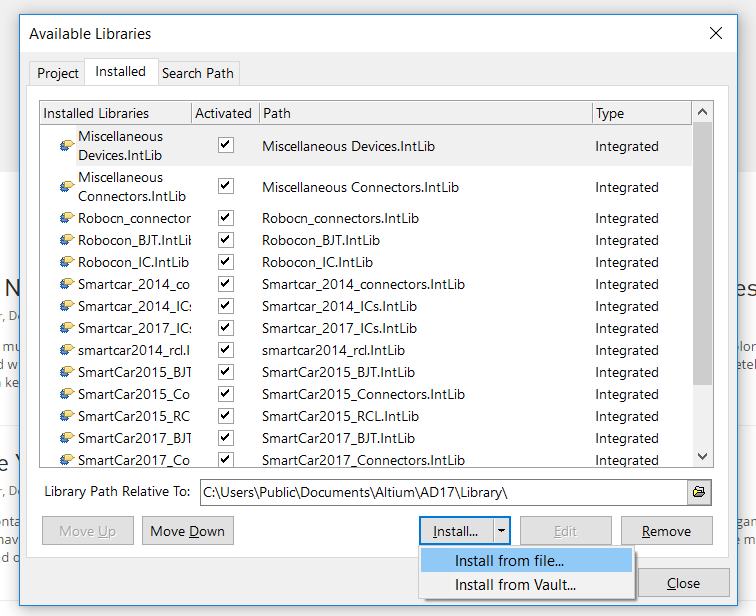 Available Libraries
Project Installed Search Path
Installed Libraries Activated Path Type
Miscellaneous
Devices.IntLib Miscellaneous Devices.IntLib Integrated
Miscellaneous
Connectors.IntLib Miscellaneous Connectors.IntLib Integrated
Robocn_connector Robocn_connectors.IntLib Integrated
Robocon_BJT.IntLi Robocon_BJT.IntLib Integrated
Robocon_IC.IntLib Robocon_IC.IntLib Integrated
Smartcar_2014_co Smartcar_2014_connectors.IntLib Integrated
Smartcar_2014_ICs Smartcar_2014_ICs.IntLib Integrated
Smartcar_2017_ICs Smartcar_2017_ICs.IntLib Integrated
smartcar2014_rcl.I smartcar2014_rcl.IntLib Integrated
SmartCar2015_BJT SmartCar2015_BJT.IntLib Integrated
SmartCar2015_Co SmartCar2015_Connectors.IntLib Integrated
SmartCar2015_RC SmartCar2015_RCL.IntLib Integrated
SmartCar2017_BJT SmartCar2017_BJT.IntLib Integrated
SmartCar2017_Co SmartCar2017_Connectors.IntLib Integrated
Library Path Relative To: C:\Users\Public\Documents\Altium\AD17\Library\
Move Up Move Down Install... Edit Remove
Install from file...
Install from Vault...
Close